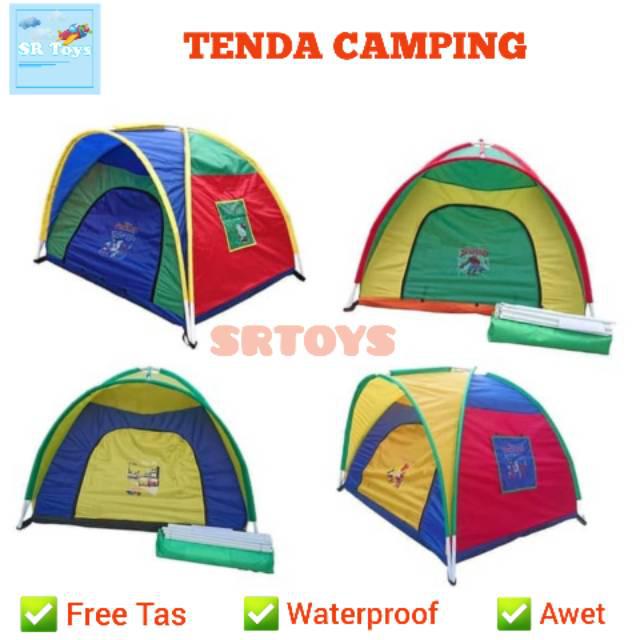 SR Toys
TENDA CAMPING
SRTOYS
Free Tas
Waterproof
Awet